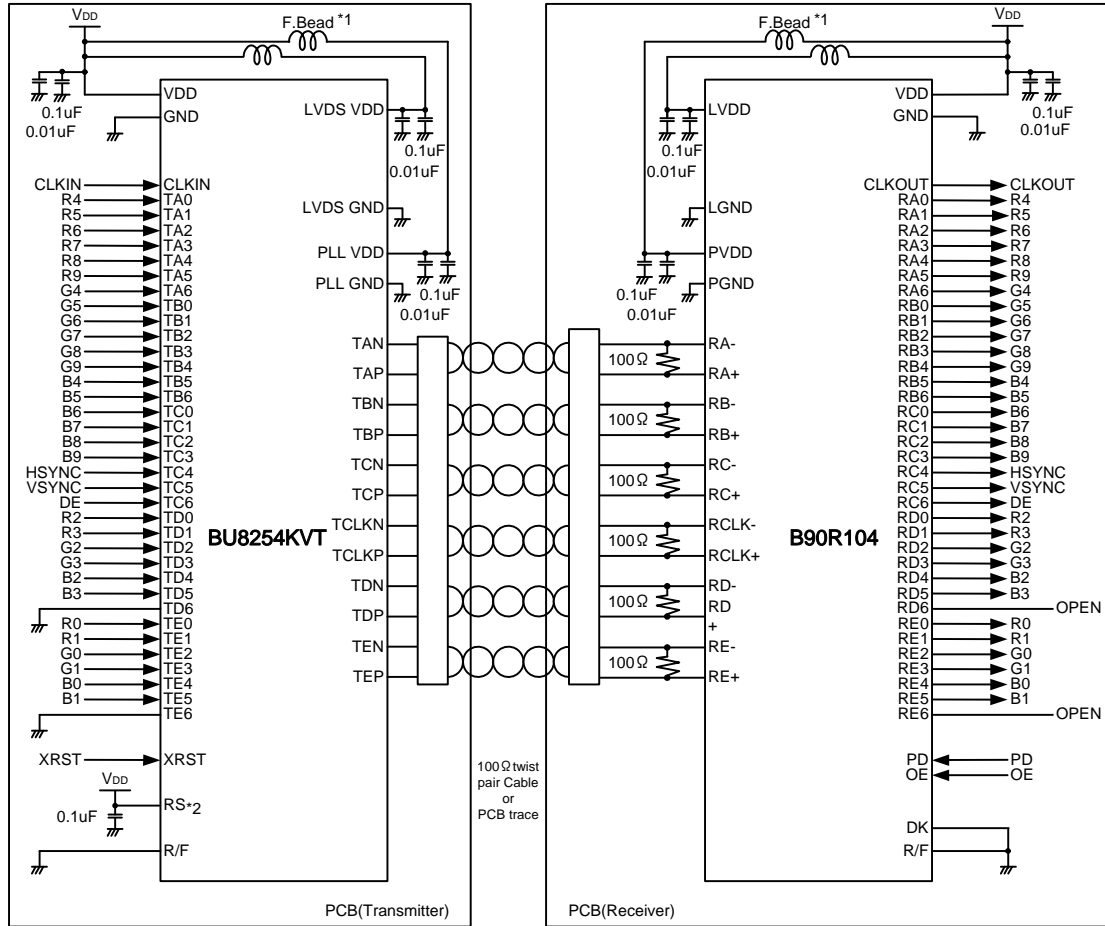 VDD
F.Bead *1
VDD
0.1uF
0.01uF
GND
LVDS VDD
0.1uF
0.01uF
LVDS GND
PLL VDD
PLL GND
0.1uF
0.01uF
CLKIN CLKIN
R4 TA0
R5 TA1
R6 TA2
R7 TA3
R8 TA4
R9 TA5
G4 TA6
G5 TB0
G6 TB1
G7 TB2
G8 TB3
G9 TB4
B4 TB5
B5 TB6
B6 TC0
B7 TC1
B8 TC2
B9 TC3
HSYNC TC4
VSYNC TC5
DE TC6
R2 TD0
R3 TD1
G2 TD2
G3 TD3
B2 TD4
B3 TD5
TD6
R0 TE0
R1 TE1
G0 TE2
G1 TE3
B0 TE4
B1 TE5
TE6
XRST XRST
VDD
RS*2
0.1uF
R/F
BU8254KVT
TAN
TAP
TBN
TBP
TCN
TCP
TCLKN
TCLKP
TDN
TDP
TEN
TEP
PCB(Transmitter)
100Ω twist
pair Cable
or
PCB trace
F.Bead *1
VDD
LVDD
0.1uF
0.01uF
LGND
PVDD
PGND
0.1uF
0.01uF
VDD
0.1uF
0.01uF
GND
RA-
100Ω
RA+
RB-
100Ω
RB+
RC-
100Ω
RC+
RCLK-
100Ω
RCLK+
RD-
100Ω RD
+
RE-
100Ω
RE+
B90R104
CLKOUT CLKOUT
RA0 R4
RA1 R5
RA2 R6
RA3 R7
RA4 R8
RA5 R9
RA6 G4
RB0 G5
RB1 G6
RB2 G7
RB3 G8
RB4 G9
RB5 B4
RB6 B5
RC0 B6
RC1 B7
RC2 B8
RC3 B9
RC4 HSYNC
RC5 VSYNC
RC6 DE
RD0 R2
RD1 R3
RD2 G2
RD3 G3
RD4 B2
RD5 B3
RD6 OPEN
RE0 R0
RE1 R1
RE2 G0
RE3 G1
RE4 B0
RE5 B1
RE6 OPEN
PD PD
OE OE
DK
R/F
PCB(Receiver)